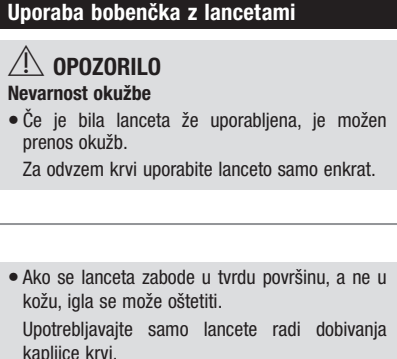 Uporaba bobenčka z lancetami
OPOZORILO
Nevarnost okužbe
• Če je bila lanceta že uporabljena, je možen
prenos okužb.
Za odvzem krvi uporabite lanceto samo enkrat.
• Ako se lanceta zabode u tvrdu površinu, a ne u
kožu, igla se može oštetiti.
Upotrebljavajte samo lancete radi dobivanja
kapljice krvi.